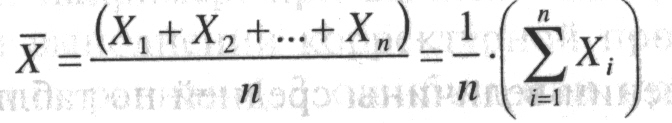 X̄ = (X₁ + X₂ + ... + Xₙ) / n = 1/n · (∑ᵢ₌₁ⁿ Xᵢ)